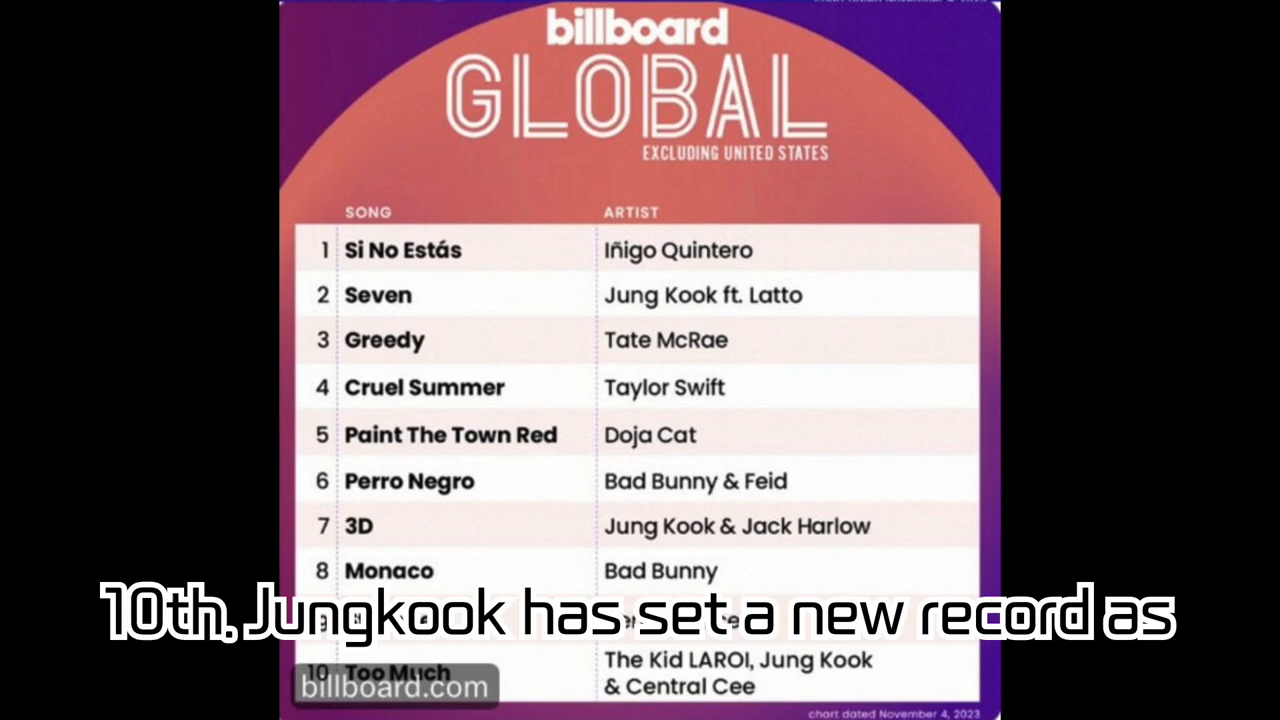 billboard
GLOBAL
EXCLUDING UNITED STATES
SONG ARTIST
1 Si No Estás Iñigo Quintero
2 Seven Jung Kook ft. Latto
3 Greedy Tate McRae
4 Cruel Summer Taylor Swift
5 Paint The Town Red Doja Cat
6 Perro Negro Bad Bunny & Feid
7 3D Jung Kook & Jack Harlow
8 Monaco Bad Bunny
10th, Jungkook has set a new record as
10 Too Much The Kid LAROI, Jung Kook
& Central Cee
billboard.com
chart dated November 4, 2023